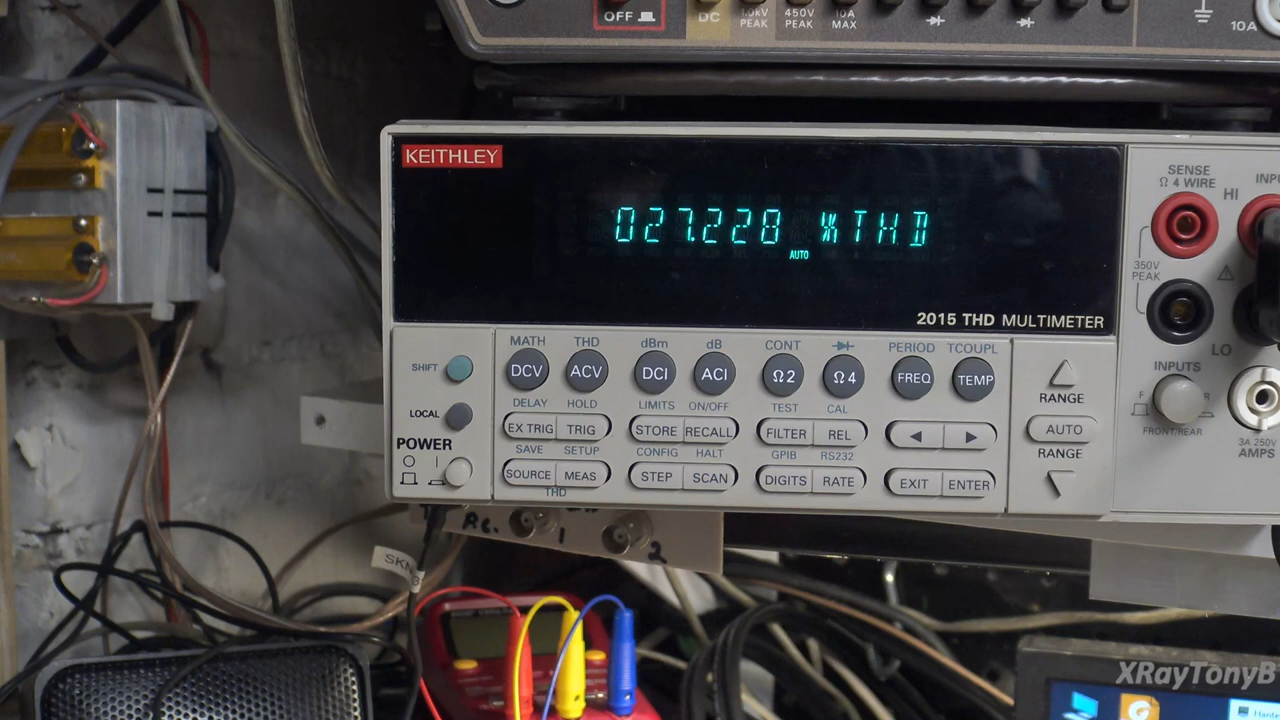 OFF
DC
1.0kV PEAK
450V PEAK
10A MAX
10A
KEITHLEY
027.228 %THD
AUTO
2015 THD MULTIMETER
SENSE
Ω 4 WIRE
HI
350V
PEAK
LO
INPUTS
F
R
FRONT/REAR
3A 250V
AMPS
MATH THD dBm dB CONT PERIOD TCOUPL
SHIFT
DCV ACV DCI ACI Ω2 Ω4 FREQ TEMP
RANGE
DELAY HOLD LIMITS ON/OFF TEST CAL
LOCAL
EX TRIG TRIG STORE RECALL FILTER REL
AUTO
RANGE
POWER
SAVE SETUP CONFIG HALT GPIB RS232
SOURCE MEAS STEP SCAN DIGITS RATE EXIT ENTER
THD
1
2
SKN
XRayTonyB